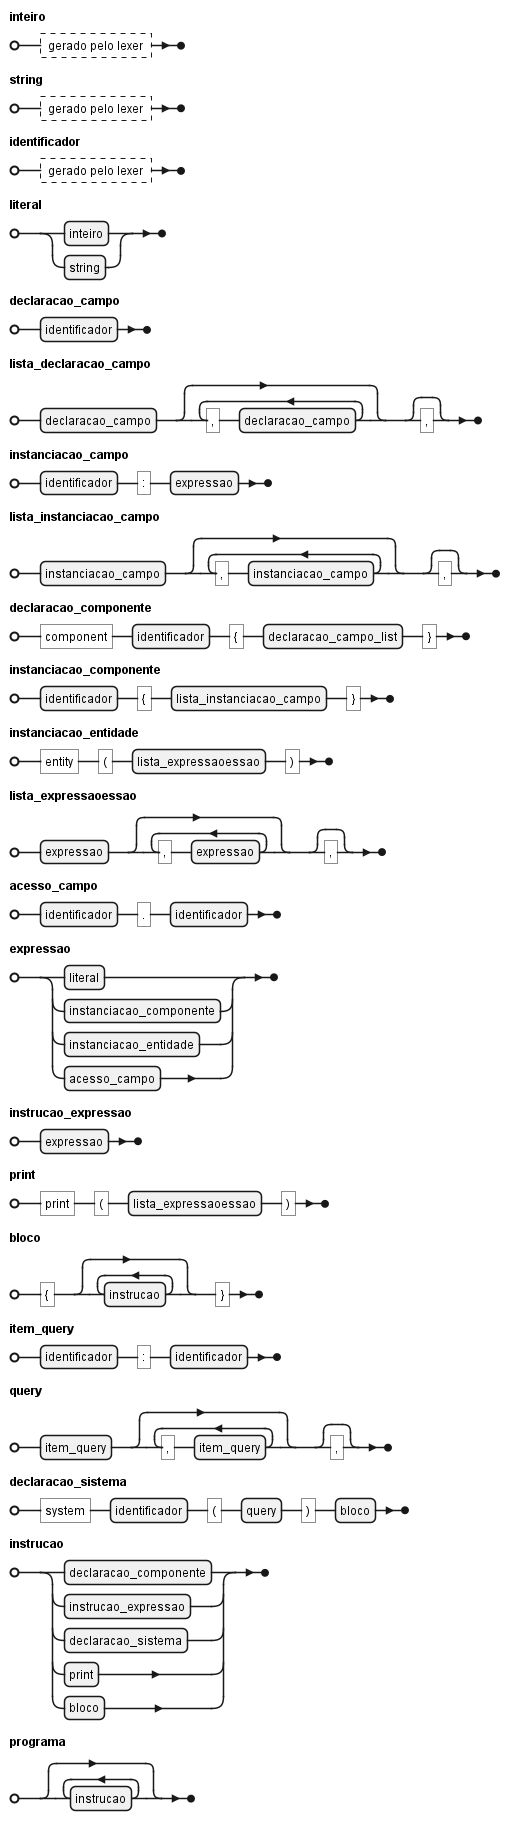 inteiro
gerado pelo lexer
string
gerado pelo lexer
identificador
gerado pelo lexer
literal
inteiro
string
declaracao_campo
identificador
lista_declaracao_campo
declaracao_campo , declaracao_campo ,
instanciacao_campo
identificador : expressao
lista_instanciacao_campo
instanciacao_campo , instanciacao_campo ,
declaracao_componente
component identificador { declaracao_campo_list }
instanciacao_componente
identificador { lista_instanciacao_campo }
instanciacao_entidade
entity ( lista_expressaoessao )
lista_expressaoessao
expressao , expressao ,
acesso_campo
identificador . identificador
expressao
literal
instanciacao_componente
instanciacao_entidade
acesso_campo
instrucao_expressao
expressao
print
print ( lista_expressaoessao )
bloco
{ instrucao }
item_query
identificador : identificador
query
item_query , item_query ,
declaracao_sistema
system identificador ( query ) bloco
instrucao
declaracao_componente
instrucao_expressao
declaracao_sistema
print
bloco
programa
instrucao